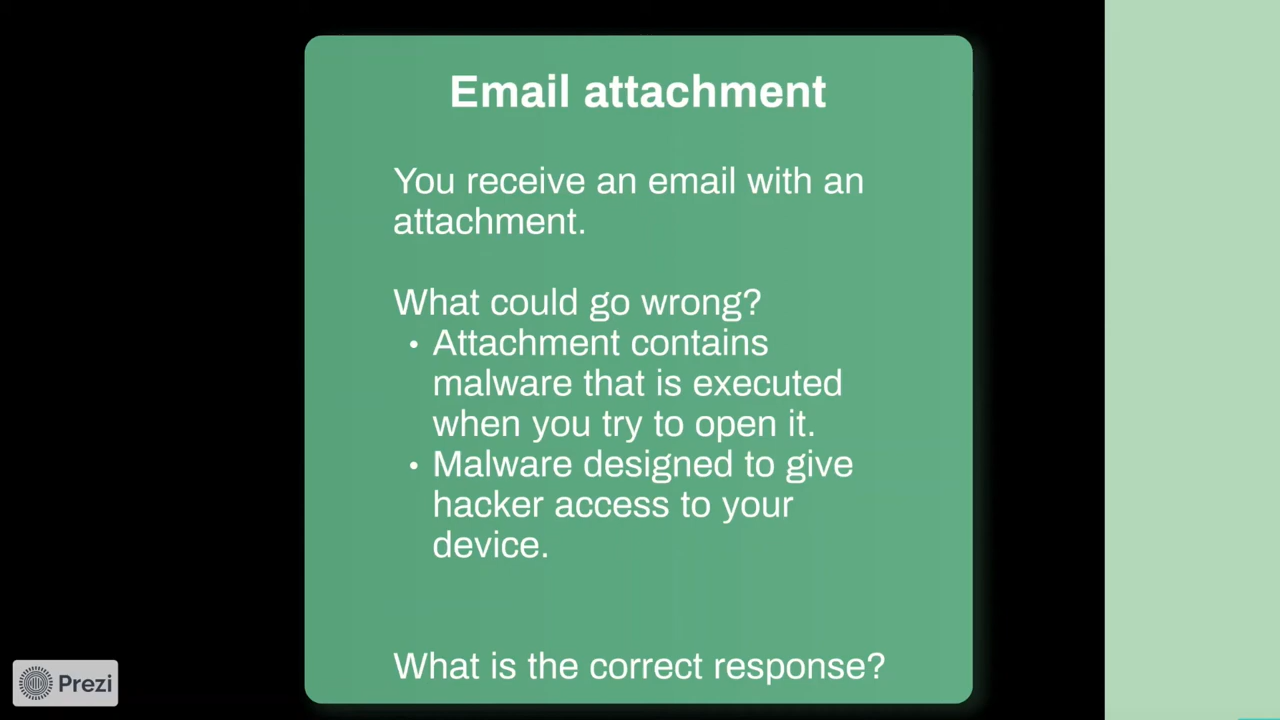 Email attachment
You receive an email with an
attachment.
What could go wrong?
• Attachment contains
malware that is executed
when you try to open it.
• Malware designed to give
hacker access to your
device.
What is the correct response?
Prezi